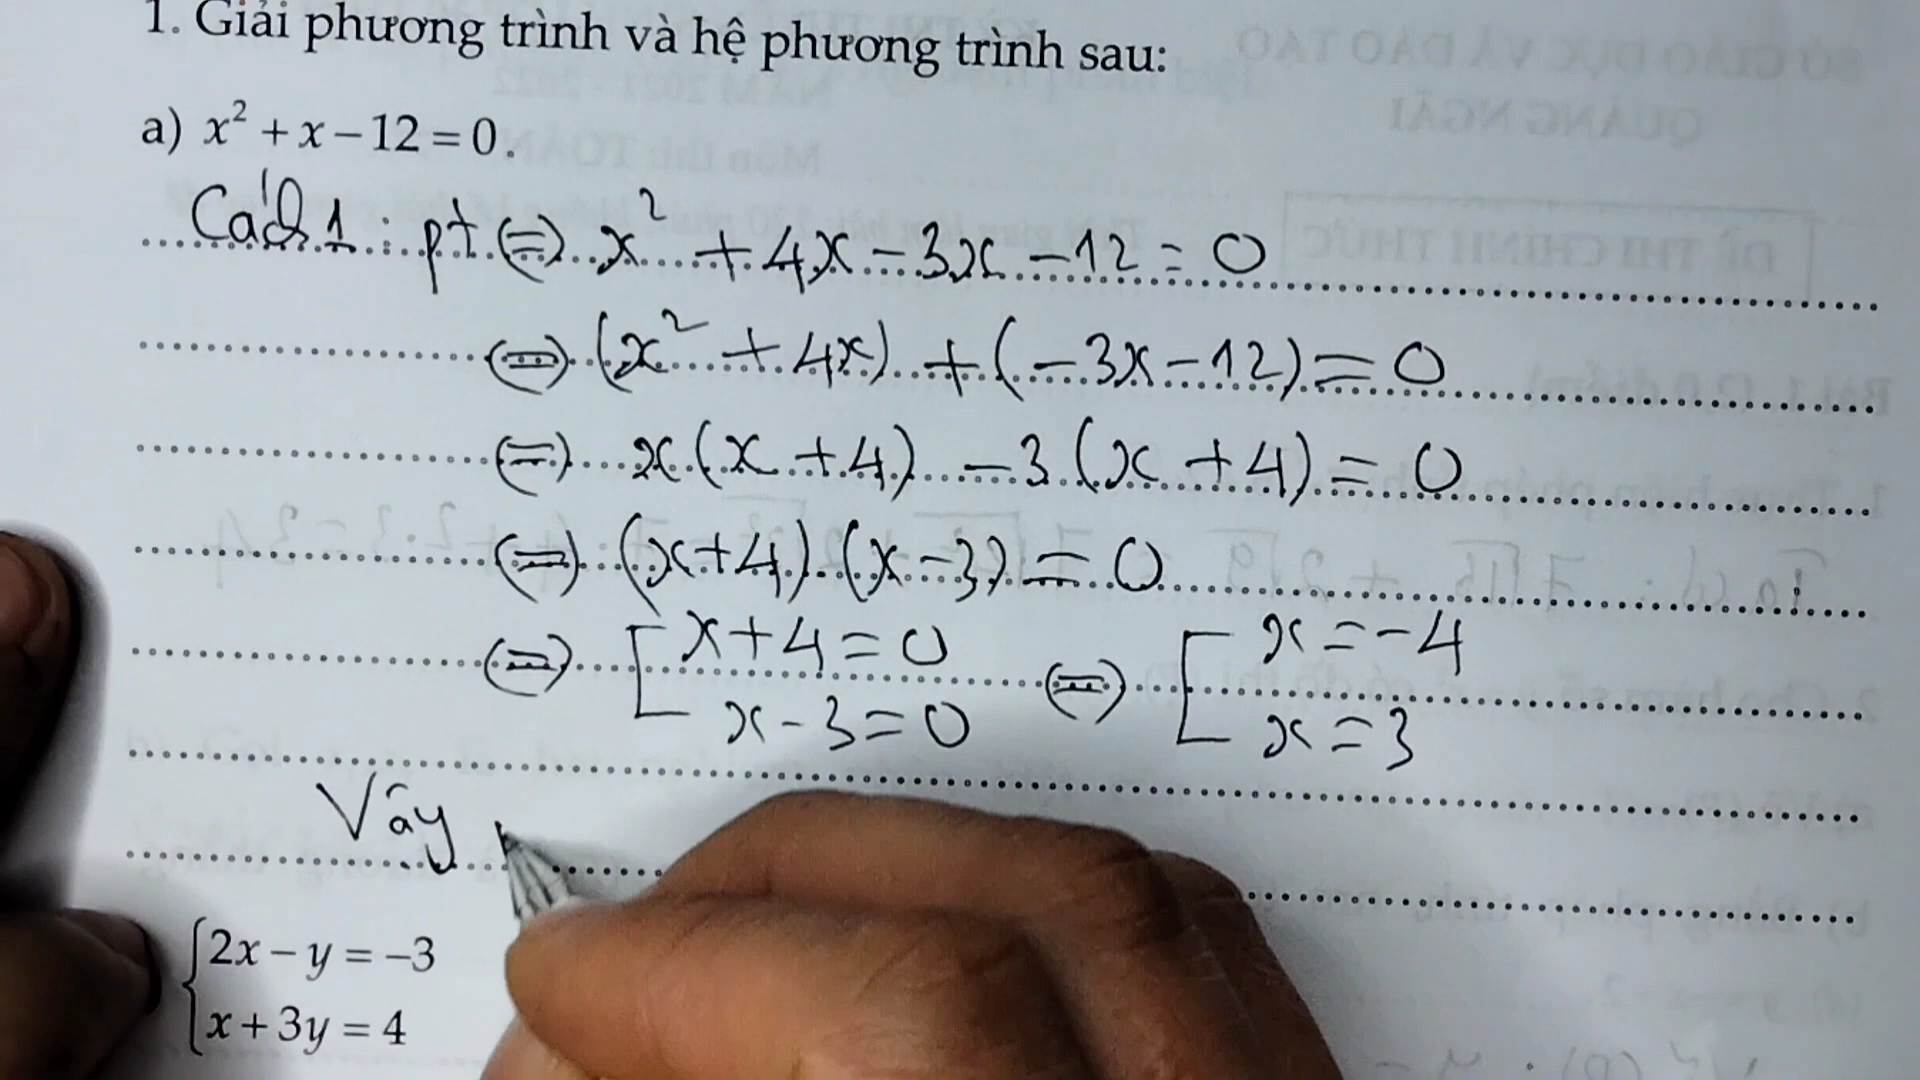 1. Giải phương trình và hệ phương trình sau:
a) x² + x − 12 = 0.
Cách 1 : pt ⇔ x² + 4x − 3x − 12 = 0
⇔ (x² + 4x) + (−3x − 12) = 0
⇔ x(x + 4) − 3(x + 4) = 0
⇔ (x+4).(x−3) = 0
⇔ [ x + 4 = 0 ⇔ [ x = −4
x − 3 = 0 x = 3
Vậy
{ 2x − y = −3
x + 3y = 4